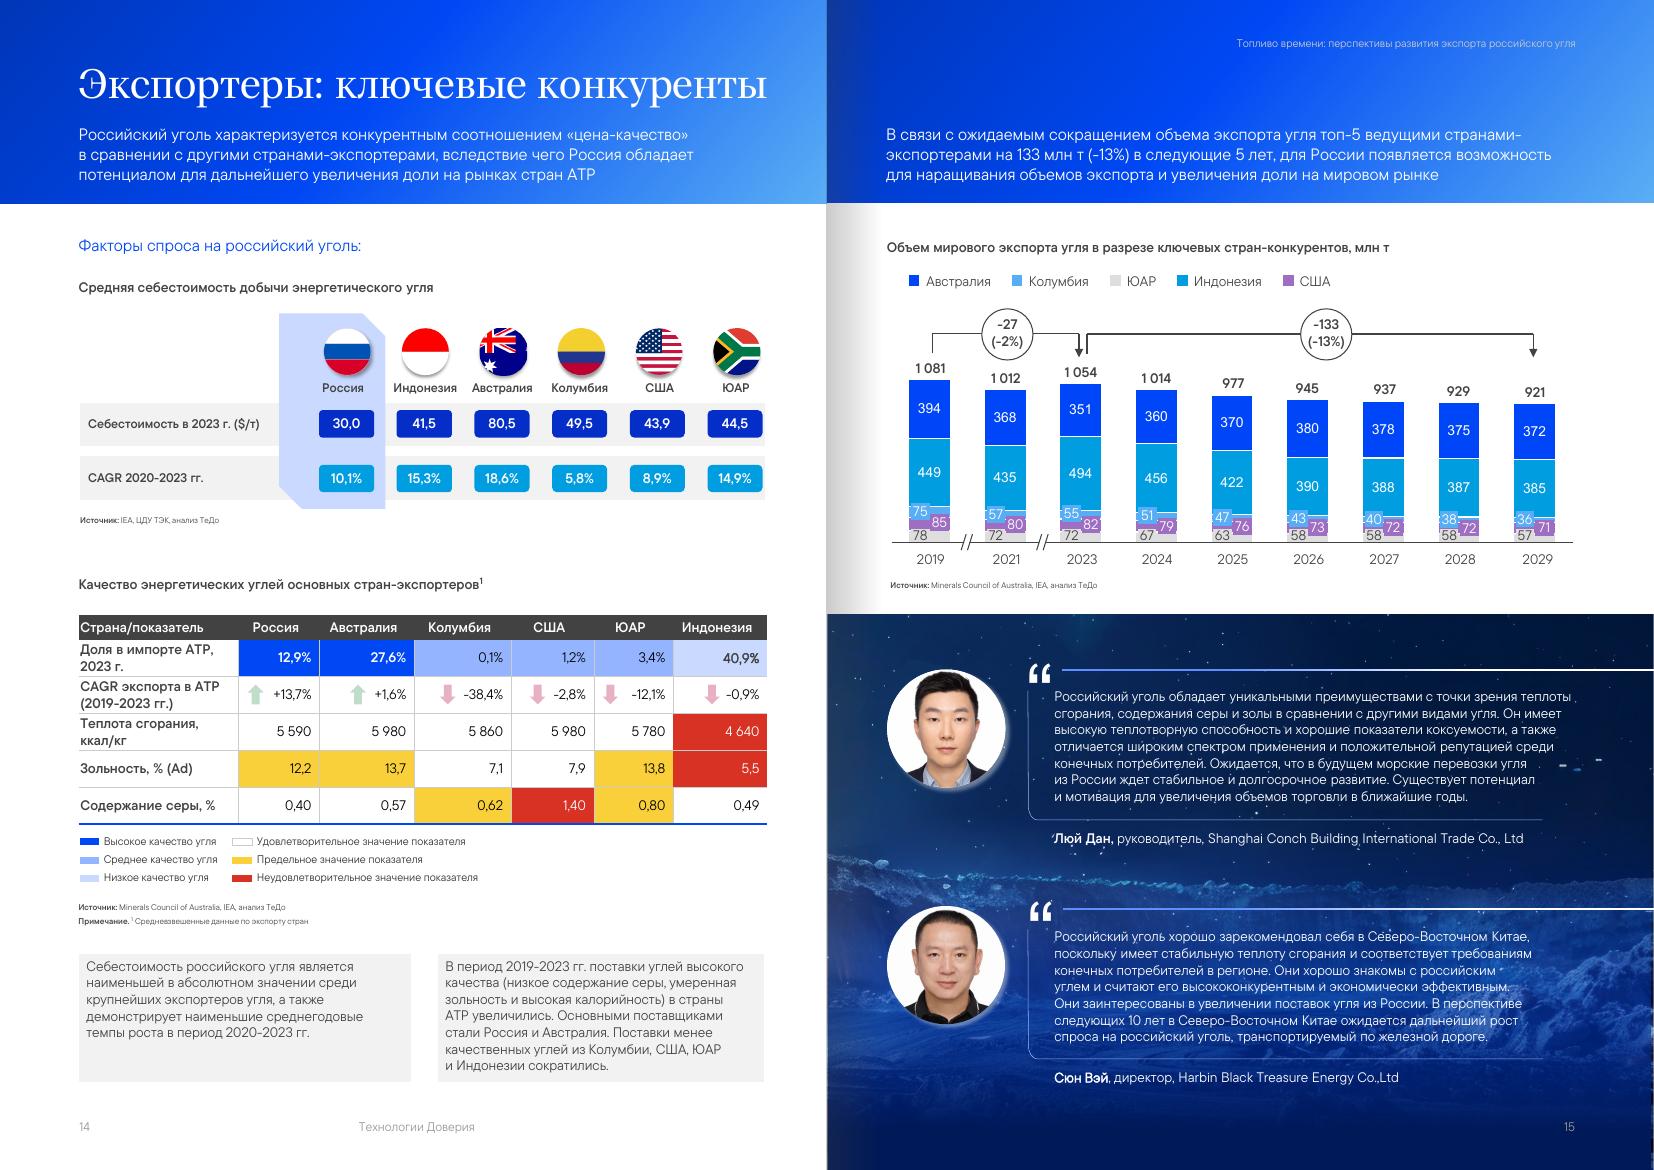 Экспортеры: ключевые конкуренты
Российский уголь характеризуется конкурентным соотношением «цена-качество»
в сравнении с другими странами-экспортерами, вследствие чего Россия обладает
потенциалом для дальнейшего увеличения доли на рынках стран АТР
Факторы спроса на российский уголь:
Средняя себестоимость добычи энергетического угля
Россия Индонезия Австралия Колумбия США ЮАР
Себестоимость в 2023 г. ($/т) 30,0 41,5 80,5 49,5 43,9 44,5
CAGR 2020-2023 гг. 10,1% 15,3% 18,6% 5,8% 8,9% 14,9%
Источник: IEA, ЦДУ ТЭК, анализ ТеДо
Качество энергетических углей основных стран-экспортеров¹
Страна/показатель Россия Австралия Колумбия США ЮАР Индонезия
Доля в импорте АТР,
2023 г. 12,9% 27,6% 0,1% 1,2% 3,4% 40,9%
CAGR экспорта в АТР
(2019-2023 гг.) +13,7% +1,6% -38,4% -2,8% -12,1% -0,9%
Теплота сгорания,
ккал/кг 5 590 5 980 5 860 5 980 5 780 4 640
Зольность, % (Ad) 12,2 13,7 7,1 7,9 13,8 5,5
Содержание серы, % 0,40 0,57 0,62 1,40 0,80 0,49
Высокое качество угля Удовлетворительное значение показателя
Среднее качество угля Предельное значение показателя
Низкое качество угля Неудовлетворительное значение показателя
Источник: Minerals Council of Australia, IEA, анализ ТеДо
Примечание. ¹ Средневзвешенные данные по экспорту стран
Себестоимость российского угля является
наименьшей в абсолютном значении среди
крупнейших экспортеров угля, а также
демонстрирует наименьшие среднегодовые
темпы роста в период 2020-2023 гг.
В период 2019-2023 гг. поставки углей высокого
качества (низкое содержание серы, умеренная
зольность и высокая калорийность) в страны
АТР увеличились. Основными поставщиками
стали Россия и Австралия. Поставки менее
качественных углей из Колумбии, США, ЮАР
и Индонезии сократились.
14
Технологии Доверия
Топливо времени: перспективы развития экспорта российского угля
В связи с ожидаемым сокращением объема экспорта угля топ-5 ведущими странами-
экспортерами на 133 млн т (-13%) в следующие 5 лет, для России появляется возможность
для наращивания объемов экспорта и увеличения доли на мировом рынке
Объем мирового экспорта угля в разрезе ключевых стран-конкурентов, млн т
Австралия Колумбия ЮАР Индонезия США
-27 -133
(-2%) (-13%)
1 081 1 012 1 054 1 014 977 945 937 929 921
394 368 351 360 370 380 378 375 372
449 435 494 456 422 390 388 387 385
75 57 55 51 47 43 40 38 36
85 80 82 79 76 73 72 72 71
78 72 72 67 63 58 58 58 57
2019 2021 2023 2024 2025 2026 2027 2028 2029
Источник: Minerals Council of Australia, IEA, анализ ТеДо
“
Российский уголь обладает уникальными преимуществами с точки зрения теплоты
сгорания, содержания серы и золы в сравнении с другими видами угля. Он имеет
высокую теплотворную способность и хорошие показатели коксуемости, а также
отличается широким спектром применения и положительной репутацией среди
конечных потребителей. Ожидается, что в будущем морские перевозки угля
из России ждет стабильное и долгосрочное развитие. Существует потенциал
и мотивация для увеличения объемов торговли в ближайшие годы.
Люй Дан, руководитель, Shanghai Conch Building International Trade Co., Ltd
“
Российский уголь хорошо зарекомендовал себя в Северо-Восточном Китае,
поскольку имеет стабильную теплоту сгорания и соответствует требованиям
конечных потребителей в регионе. Они хорошо знакомы с российским
углем и считают его высококонкурентным и экономически эффективным.
Они заинтересованы в увеличении поставок угля из России. В перспективе
следующих 10 лет в Северо-Восточном Китае ожидается дальнейший рост
спроса на российский уголь, транспортируемый по железной дороге.
Сюн Вэй, директор, Harbin Black Treasure Energy Co.,Ltd
15